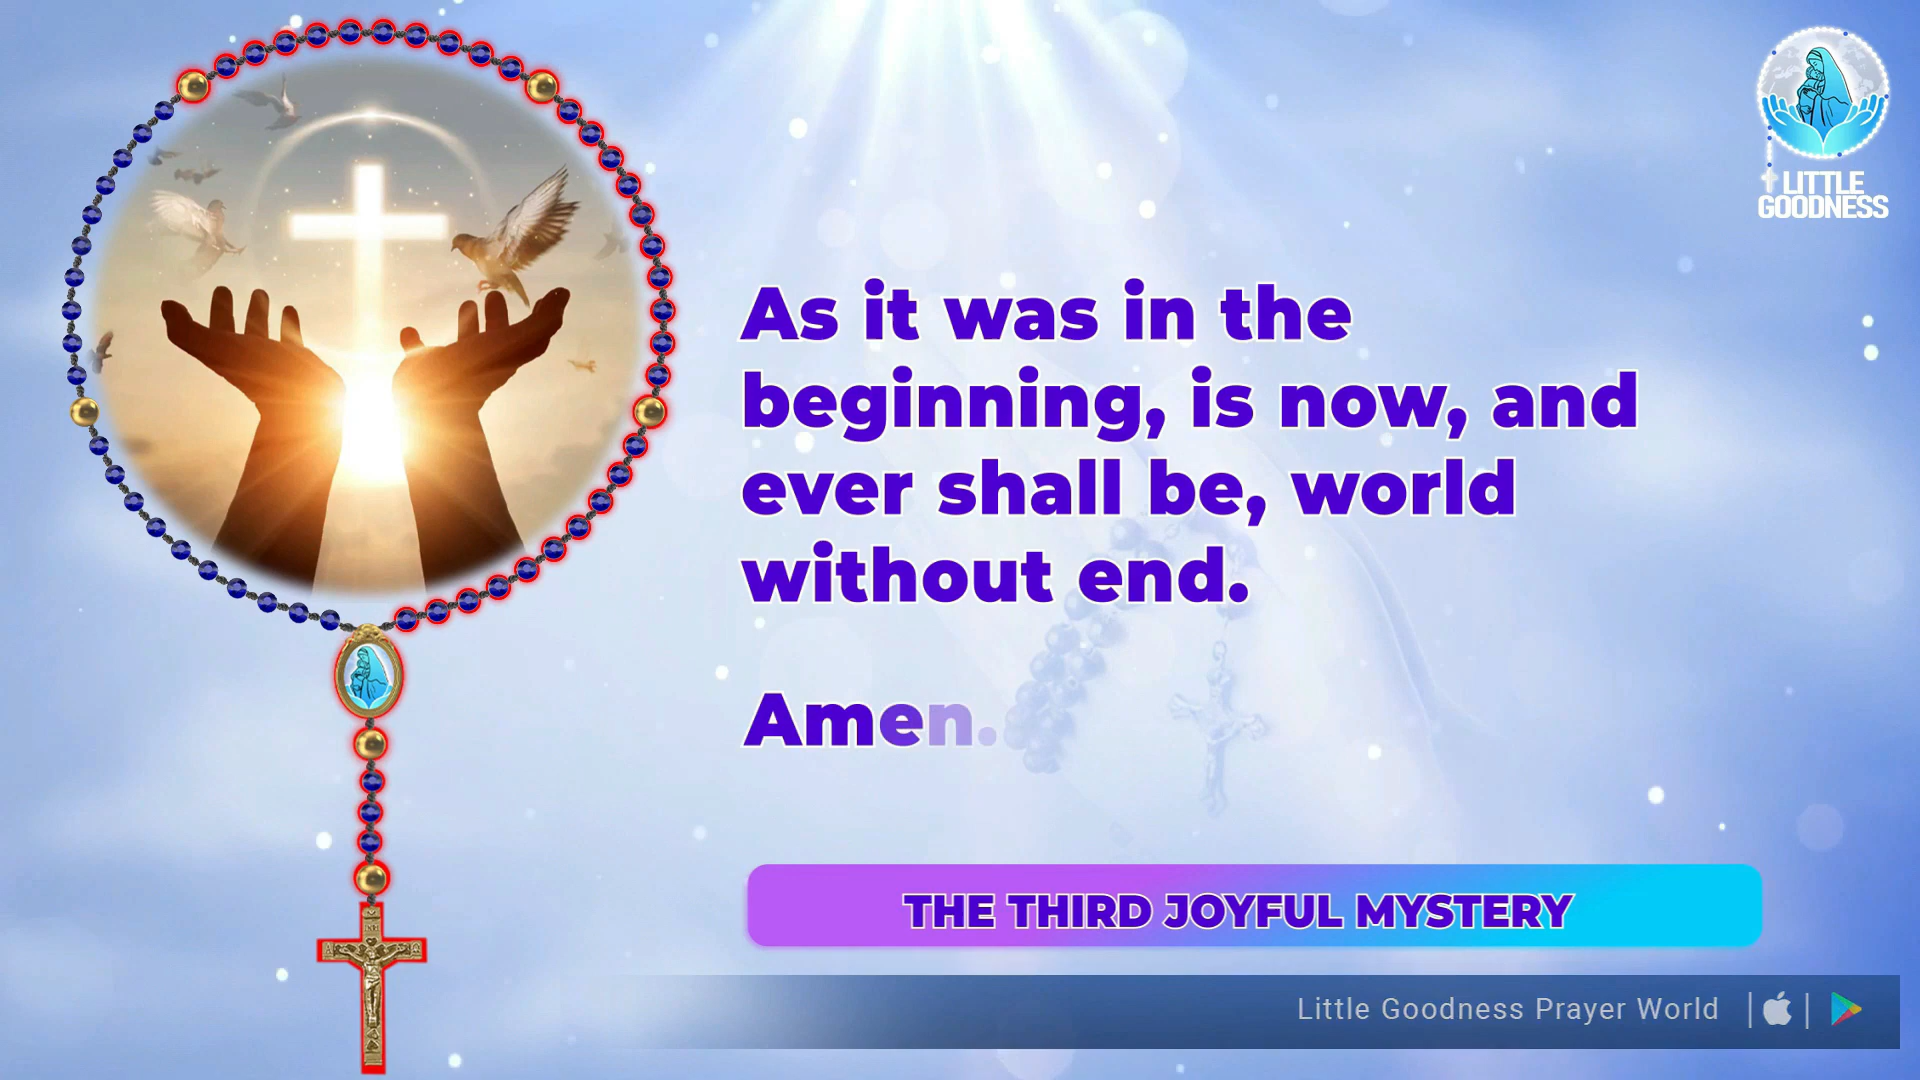 LITTLE
GOODNESS
As it was in the
beginning, is now, and
ever shall be, world
without end.
Amen.
THE THIRD JOYFUL MYSTERY
Little Goodness Prayer World
INRI